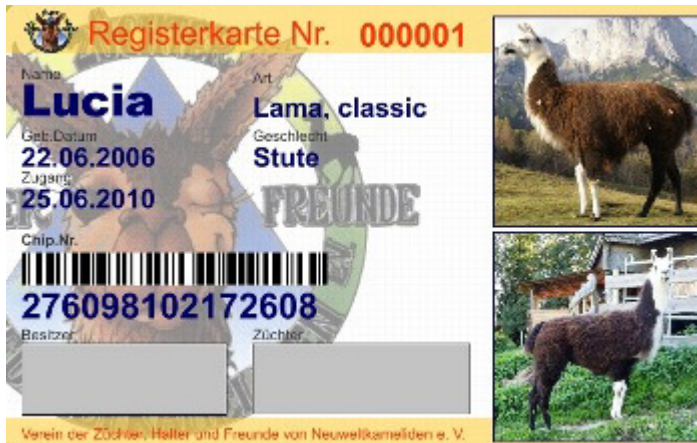 Registerkarte Nr. 000001
Name
Art
Lucia
Lama, classic
Geb.Datum
Geschlecht
22.06.2006
Stute
Zugang
25.06.2010
FREUNDE
Chip.Nr.
276098102172608
Besitzer
Züchter
Verein der Züchter, Halter und Freunde von Neuweltkameliden e. V.